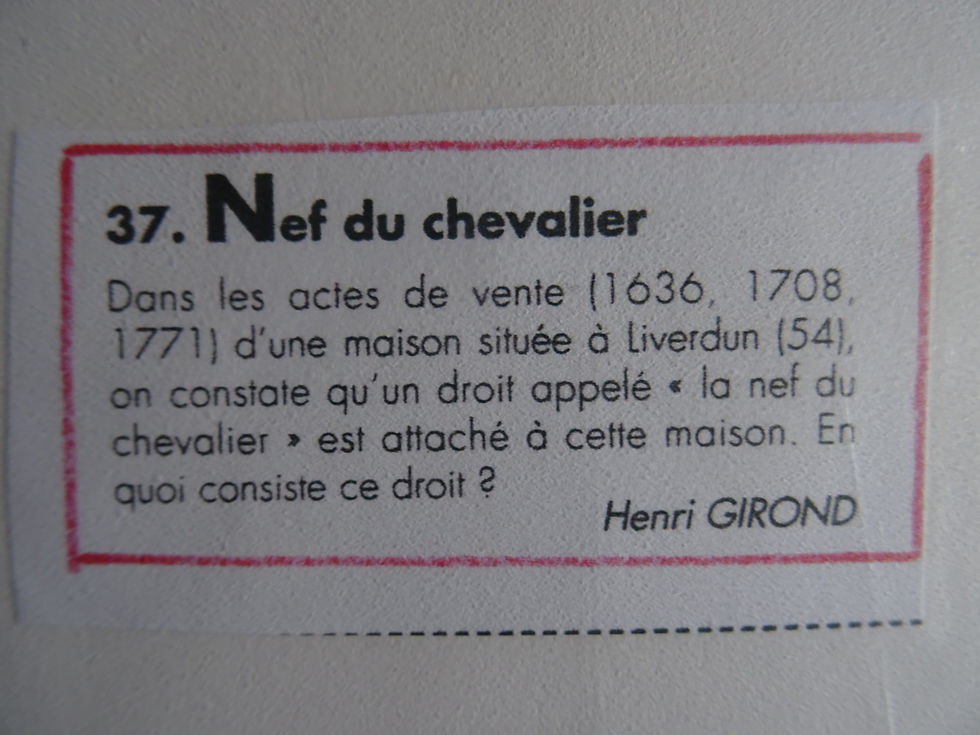 37. Nef du chevalier
Dans les actes de vente (1636, 1708,
1771) d'une maison située à Liverdun (54),
on constate qu'un droit appelé « la nef du
chevalier » est attaché à cette maison. En
quoi consiste ce droit ?
Henri GIROND